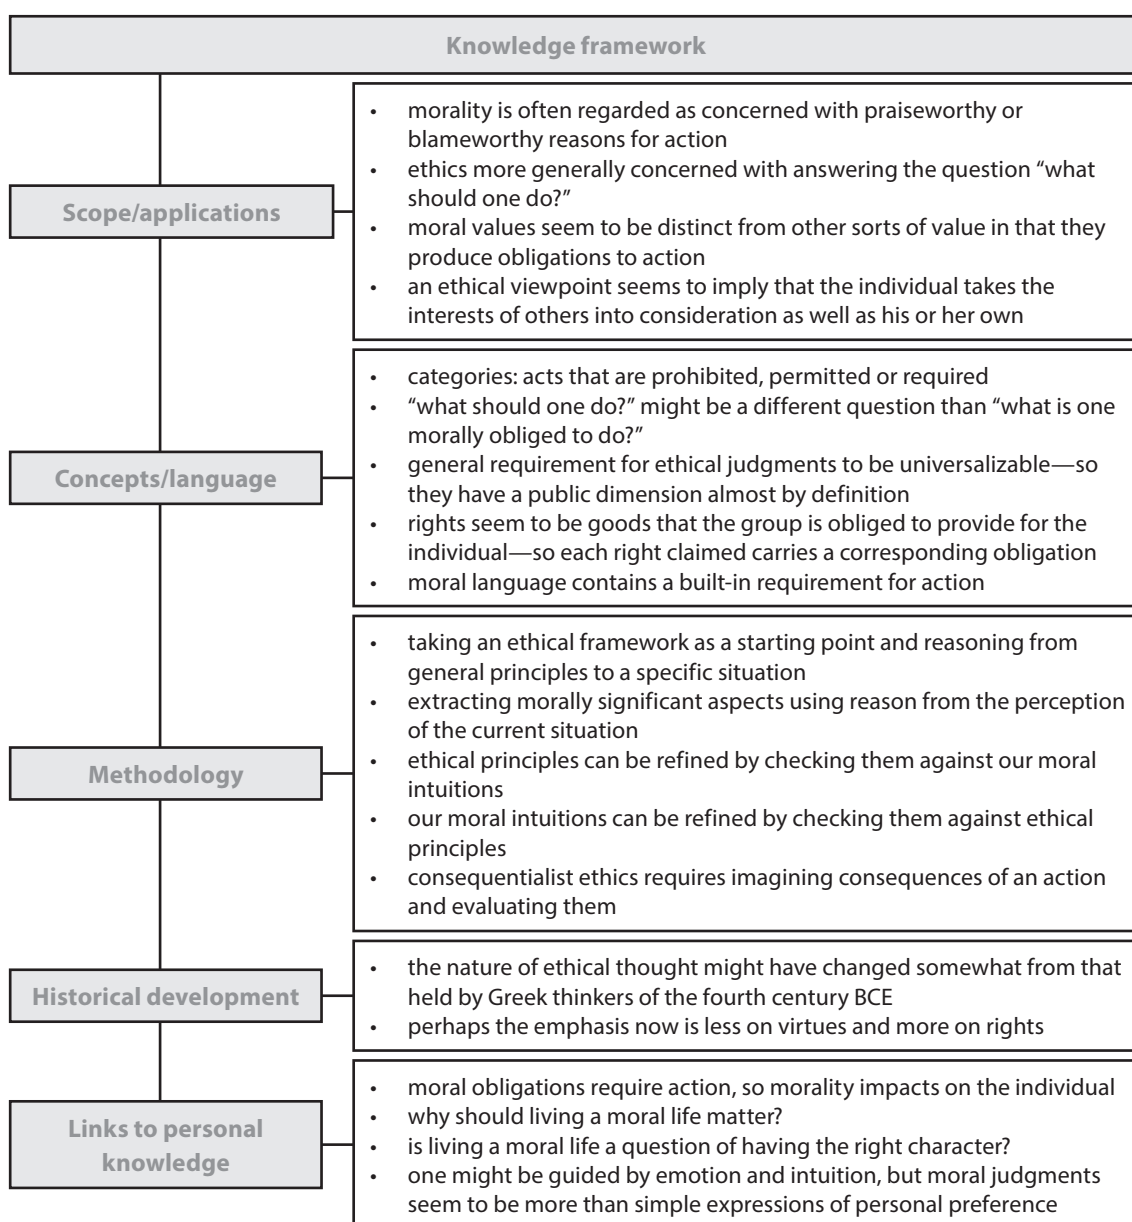 Knowledge framework
Scope/applications
• morality is often regarded as concerned with praiseworthy or
blameworthy reasons for action
• ethics more generally concerned with answering the question “what
should one do?”
• moral values seem to be distinct from other sorts of value in that they
produce obligations to action
• an ethical viewpoint seems to imply that the individual takes the
interests of others into consideration as well as his or her own
Concepts/language
• categories: acts that are prohibited, permitted or required
• “what should one do?” might be a different question than “what is one
morally obliged to do?”
• general requirement for ethical judgments to be universalizable—so
they have a public dimension almost by definition
• rights seem to be goods that the group is obliged to provide for the
individual—so each right claimed carries a corresponding obligation
• moral language contains a built-in requirement for action
Methodology
• taking an ethical framework as a starting point and reasoning from
general principles to a specific situation
• extracting morally significant aspects using reason from the perception
of the current situation
• ethical principles can be refined by checking them against our moral
intuitions
• our moral intuitions can be refined by checking them against ethical
principles
• consequentialist ethics requires imagining consequences of an action
and evaluating them
Historical development
• the nature of ethical thought might have changed somewhat from that
held by Greek thinkers of the fourth century BCE
• perhaps the emphasis now is less on virtues and more on rights
Links to personal
knowledge
• moral obligations require action, so morality impacts on the individual
• why should living a moral life matter?
• is living a moral life a question of having the right character?
• one might be guided by emotion and intuition, but moral judgments
seem to be more than simple expressions of personal preference